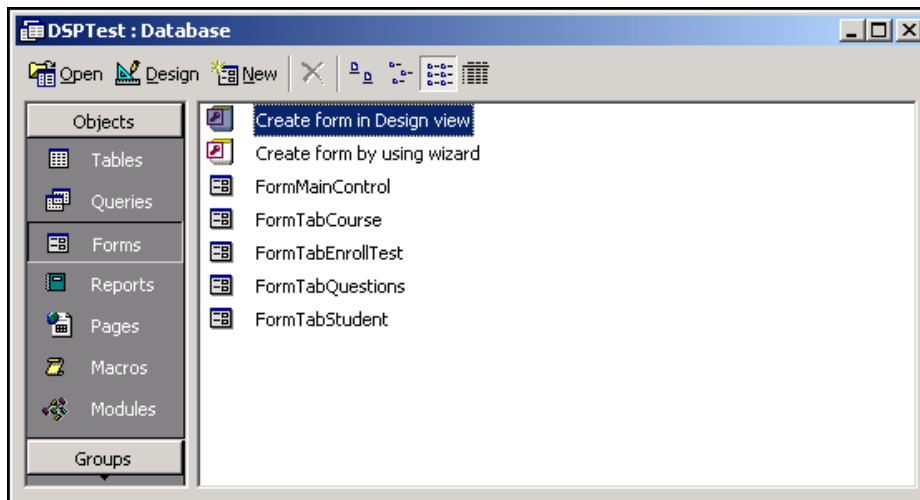 DSPTest : Database
Open Design New
Objects
Tables
Queries
Forms
Reports
Pages
Macros
Modules
Groups
Create form in Design view
Create form by using wizard
FormMainControl
FormTabCourse
FormTabEnrollTest
FormTabQuestions
FormTabStudent